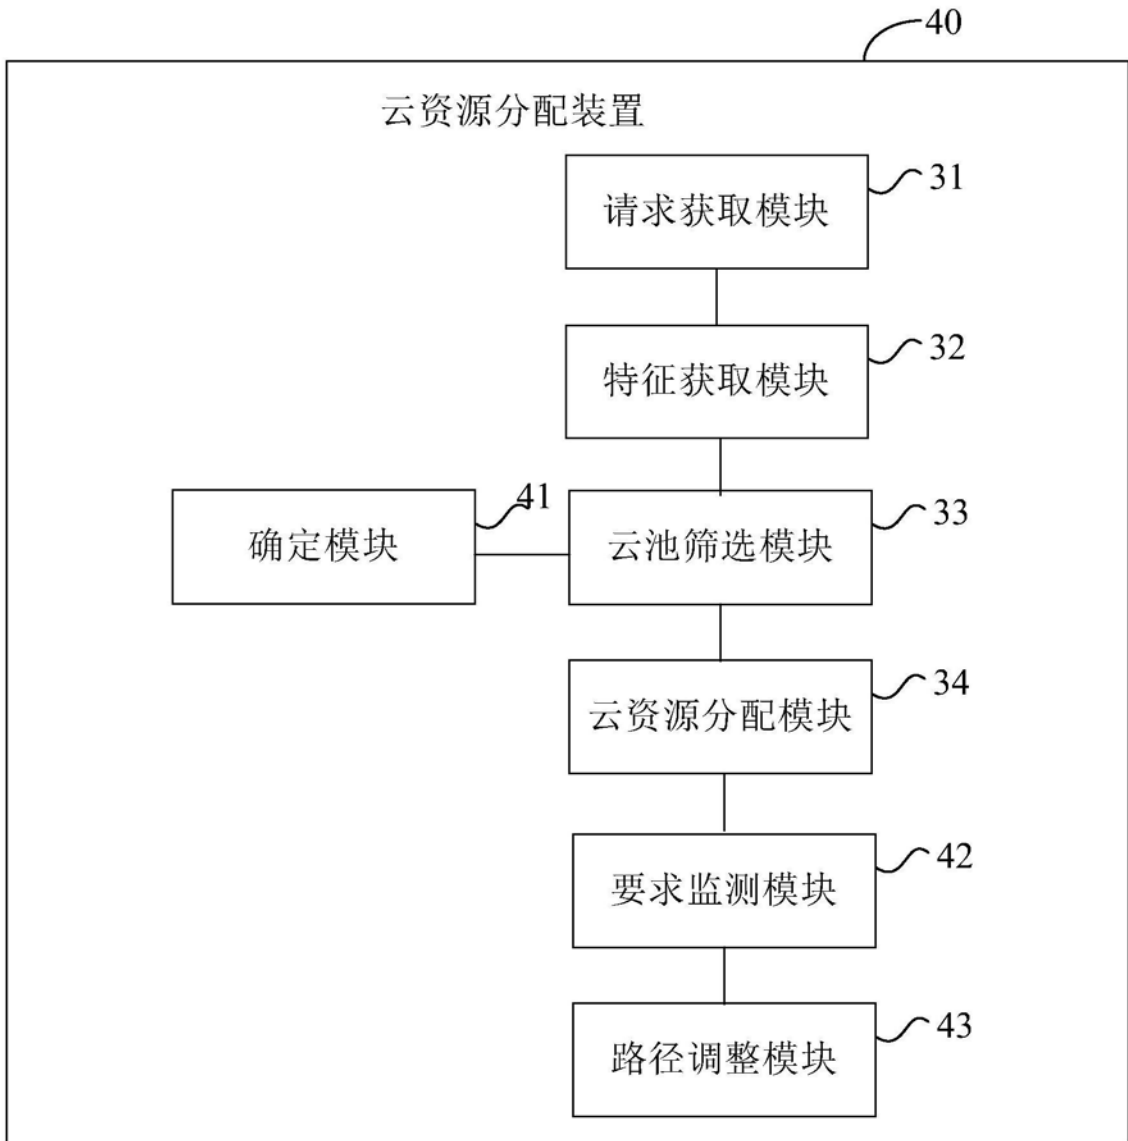 40
云资源分配装置
31
请求获取模块
32
特征获取模块
41
确定模块
33
云池筛选模块
34
云资源分配模块
42
要求监测模块
43
路径调整模块